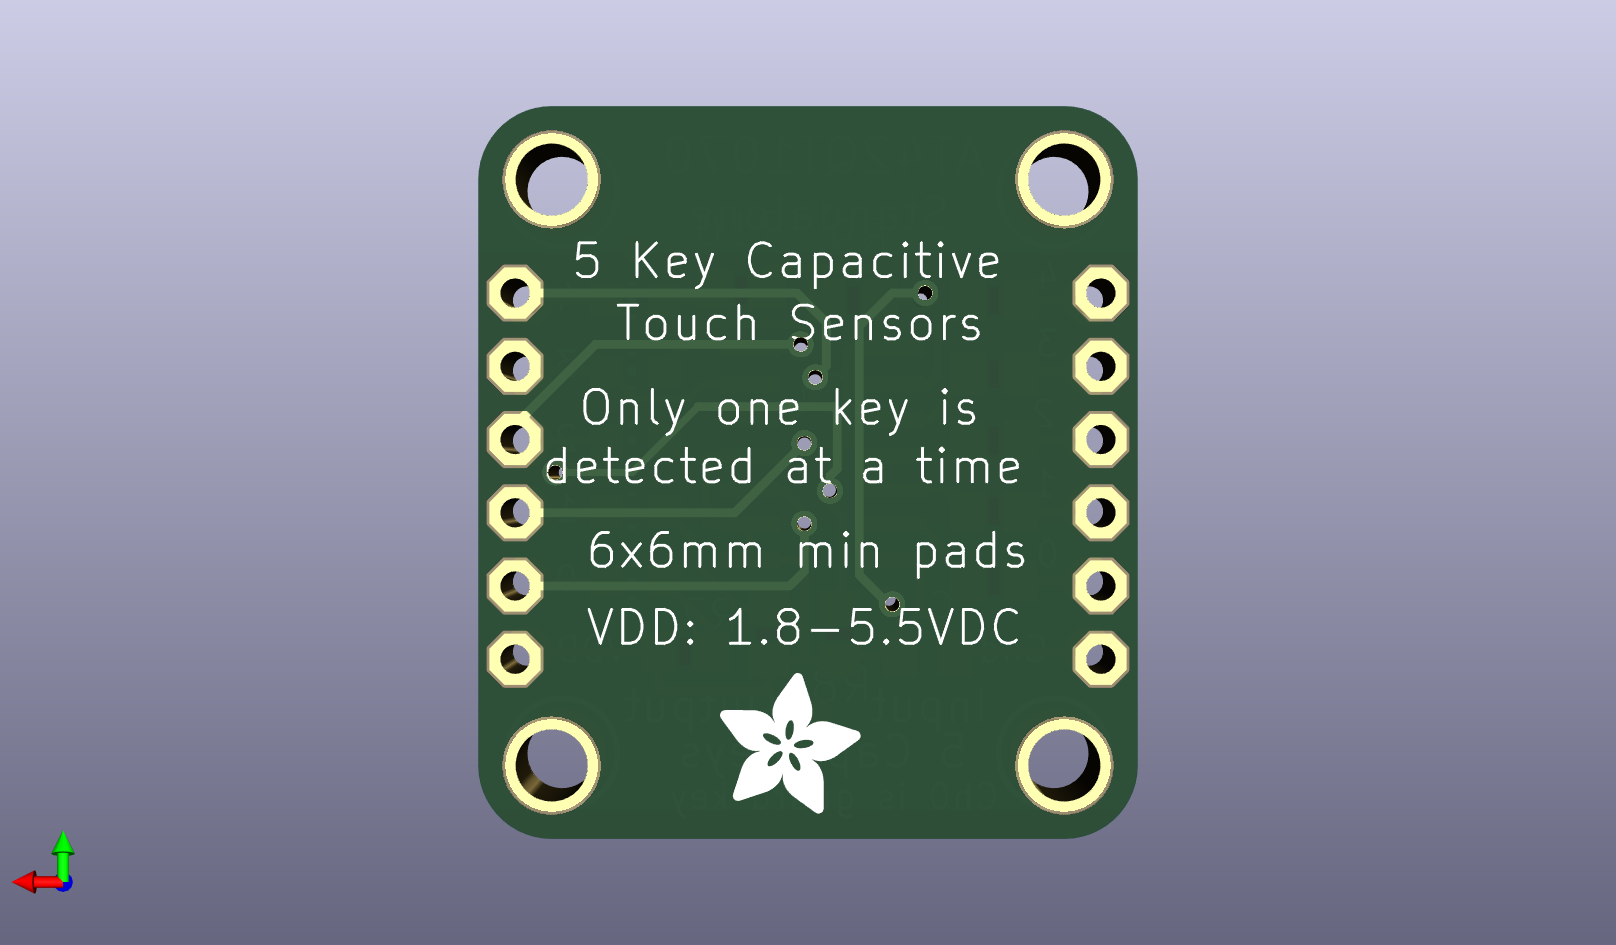 5 Key Capacitive
Touch Sensors
Only one key is
detected at a time
6x6mm min pads
VDD: 1.8-5.5VDC